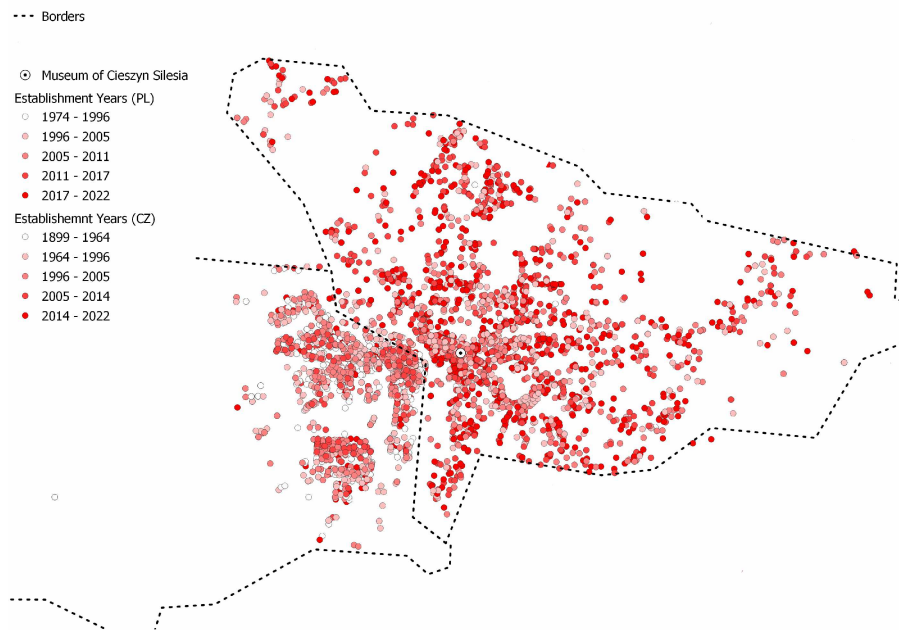 Borders
Museum of Cieszyn Silesia
Establishment Years (PL)
1974 - 1996
1996 - 2005
2005 - 2011
2011 - 2017
2017 - 2022
Establishemnt Years (CZ)
1899 - 1964
1964 - 1996
1996 - 2005
2005 - 2014
2014 - 2022